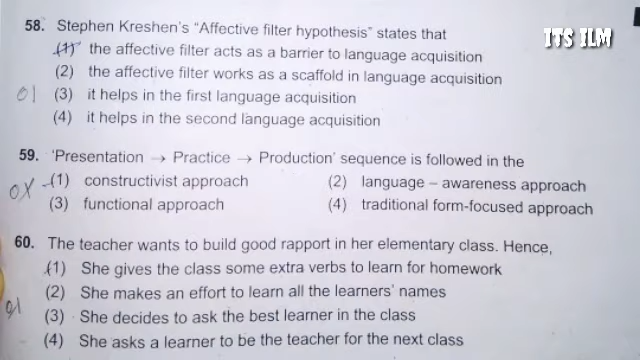 ITS ILM
58. Stephen Kreshen's "Affective filter hypothesis" states that
(1) the affective filter acts as a barrier to language acquisition
(2) the affective filter works as a scaffold in language acquisition
(3) it helps in the first language acquisition
(4) it helps in the second language acquisition
59. 'Presentation → Practice → Production' sequence is followed in the
(1) constructivist approach (2) language – awareness approach
(3) functional approach (4) traditional form-focused approach
60. The teacher wants to build good rapport in her elementary class. Hence,
(1) She gives the class some extra verbs to learn for homework
(2) She makes an effort to learn all the learners' names
(3) She decides to ask the best learner in the class
(4) She asks a learner to be the teacher for the next class